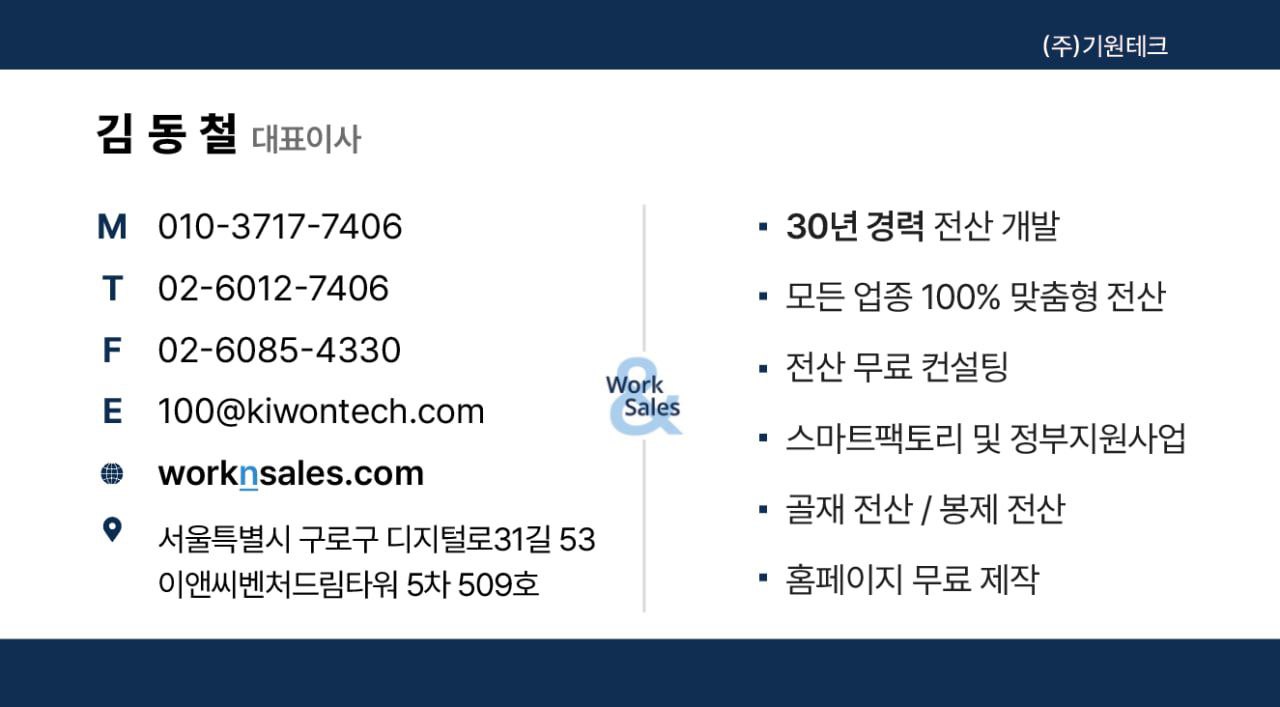 (주)기원테크
김 동 철 대표이사
M 010-3717-7406
T 02-6012-7406
F 02-6085-4330
E 100@kiwontech.com
worknsales.com
서울특별시 구로구 디지털로31길 53
이앤씨벤처드림타워 5차 509호
&
Work
Sales
▪ 30년 경력 전산 개발
▪ 모든 업종 100% 맞춤형 전산
▪ 전산 무료 컨설팅
▪ 스마트팩토리 및 정부지원사업
▪ 골재 전산 / 봉제 전산
▪ 홈페이지 무료 제작